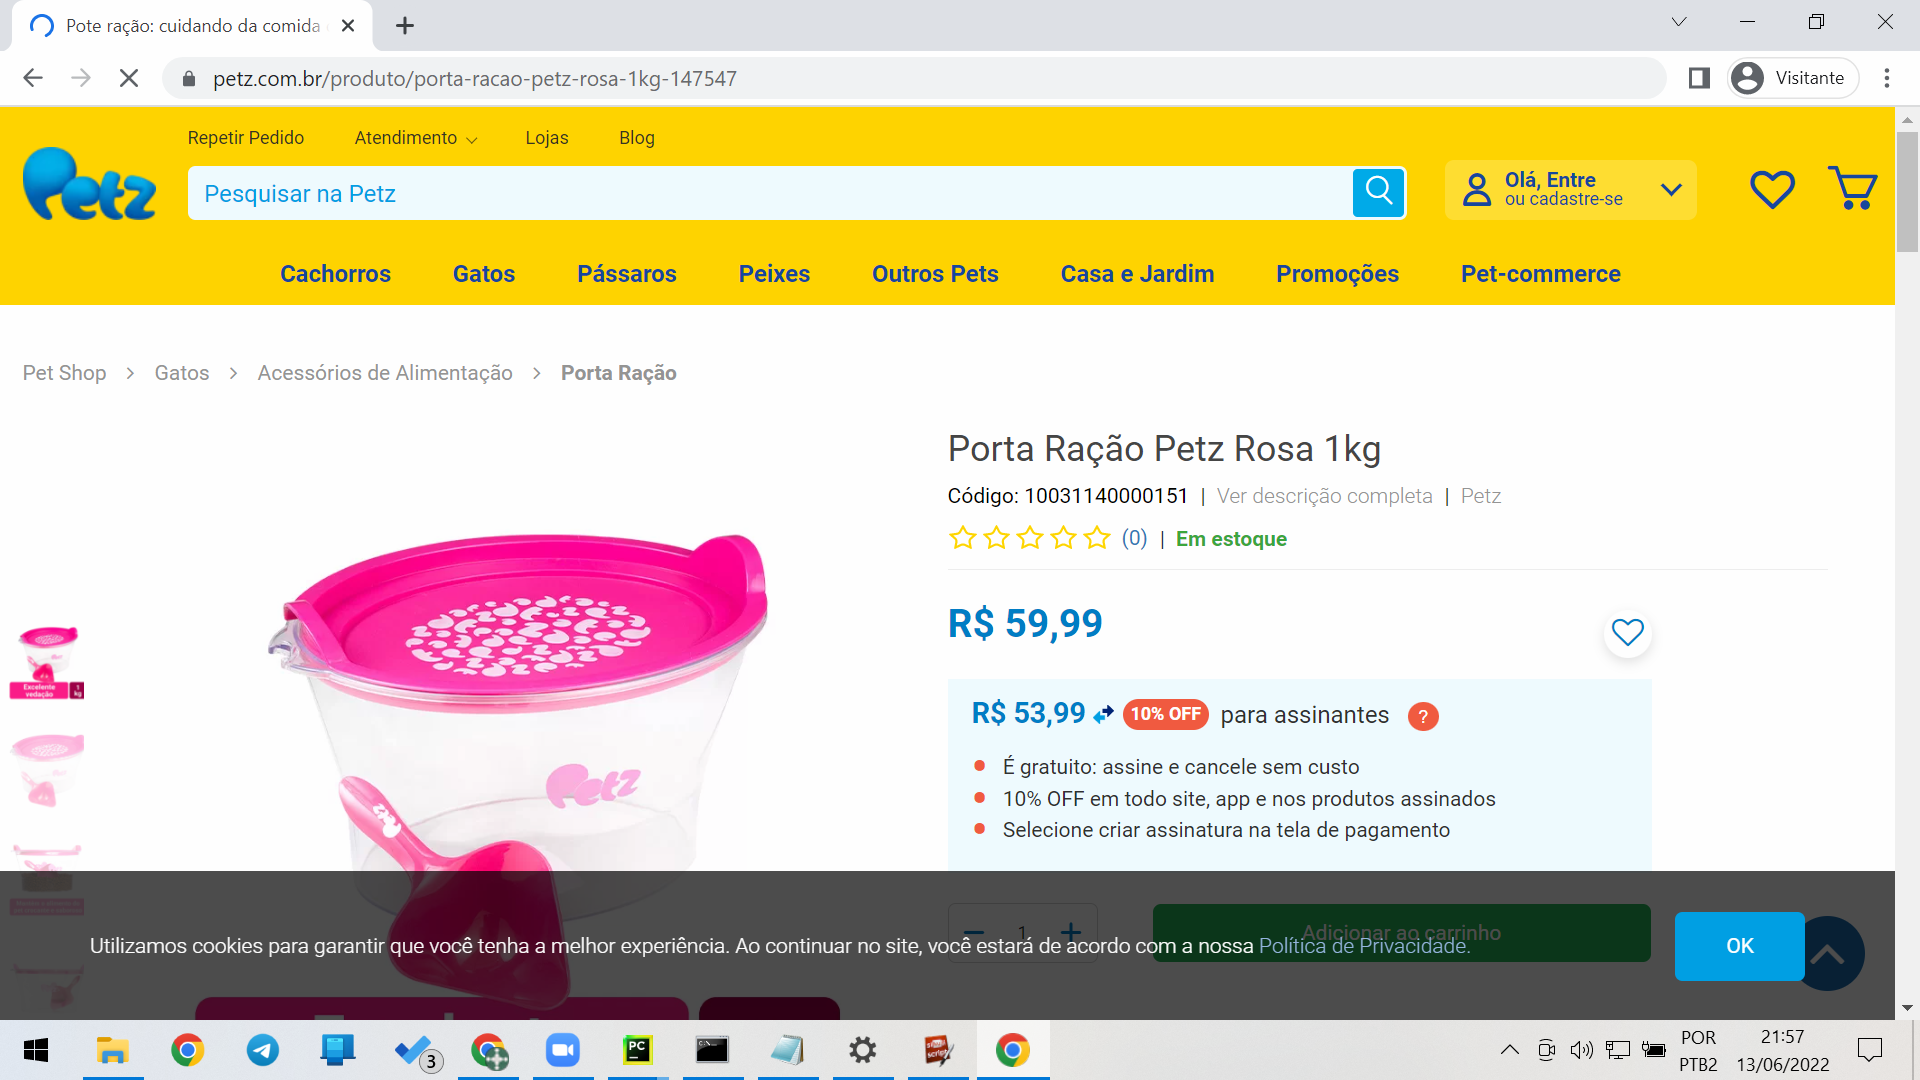 Pote ração: cuidando da comida
petz.com.br/produto/porta-racao-petz-rosa-1kg-147547
Visitante
Repetir Pedido Atendimento Lojas Blog
Petz
Pesquisar na Petz
Olá, Entre
ou cadastre-se
Cachorros Gatos Pássaros Peixes Outros Pets Casa e Jardim Promoções Pet-commerce
Pet Shop > Gatos > Acessórios de Alimentação > Porta Ração
Porta Ração Petz Rosa 1kg
Código: 10031140000151 | Ver descrição completa | Petz
(0) | Em estoque
R$ 59,99
R$ 53,99 10% OFF para assinantes ?
É gratuito: assine e cancele sem custo
10% OFF em todo site, app e nos produtos assinados
Selecione criar assinatura na tela de pagamento
Petz
Excelente
vedação
1
kg
1
Adicionar ao carrinho
Utilizamos cookies para garantir que você tenha a melhor experiência. Ao continuar no site, você estará de acordo com a nossa Política de Privacidade.
OK
3
PC
POR
PTB2
21:57
13/06/2022